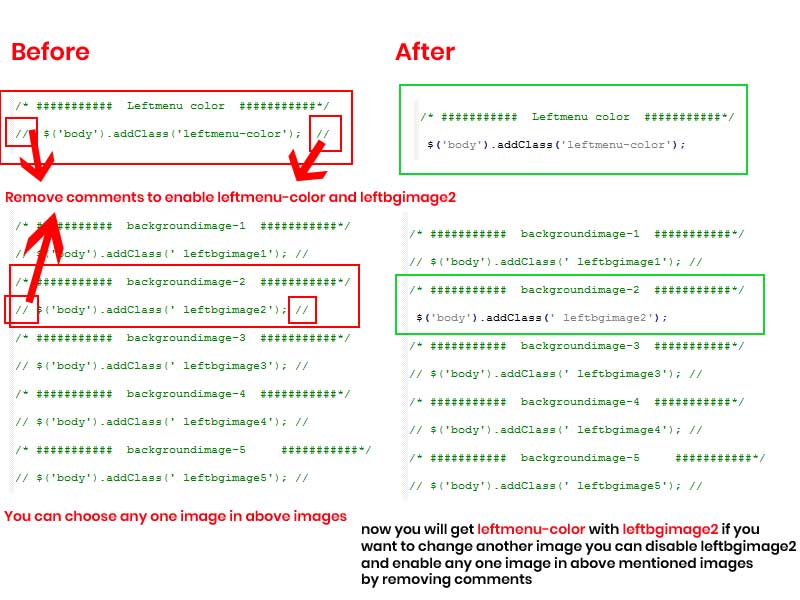 Before
/* ########### Leftmenu color ###########*/
// $('body').addClass('leftmenu-color'); //
Remove comments to enable leftmenu-color and leftbgimage2
/* ########### backgroundimage-1 ###########*/
// $('body').addClass(' leftbgimage1'); //
/* ########### backgroundimage-2 ###########*/
// $('body').addClass(' leftbgimage2'); //
/* ########### backgroundimage-3 ###########*/
// $('body').addClass(' leftbgimage3'); //
/* ########### backgroundimage-4 ###########*/
// $('body').addClass(' leftbgimage4'); //
/* ########### backgroundimage-5 ###########*/
// $('body').addClass(' leftbgimage5'); //
You can choose any one image in above images
After
/* ########### Leftmenu color ###########*/
$('body').addClass('leftmenu-color');
/* ########### backgroundimage-1 ###########*/
// $('body').addClass(' leftbgimage1'); //
/* ########### backgroundimage-2 ###########*/
$('body').addClass(' leftbgimage2');
/* ########### backgroundimage-3 ###########*/
// $('body').addClass(' leftbgimage3'); //
/* ########### backgroundimage-4 ###########*/
// $('body').addClass(' leftbgimage4'); //
/* ########### backgroundimage-5 ###########*/
// $('body').addClass(' leftbgimage5'); //
now you will get leftmenu-color with leftbgimage2 if you
want to change another image you can disable leftbgimage2
and enable any one image in above mentioned images
by removing comments